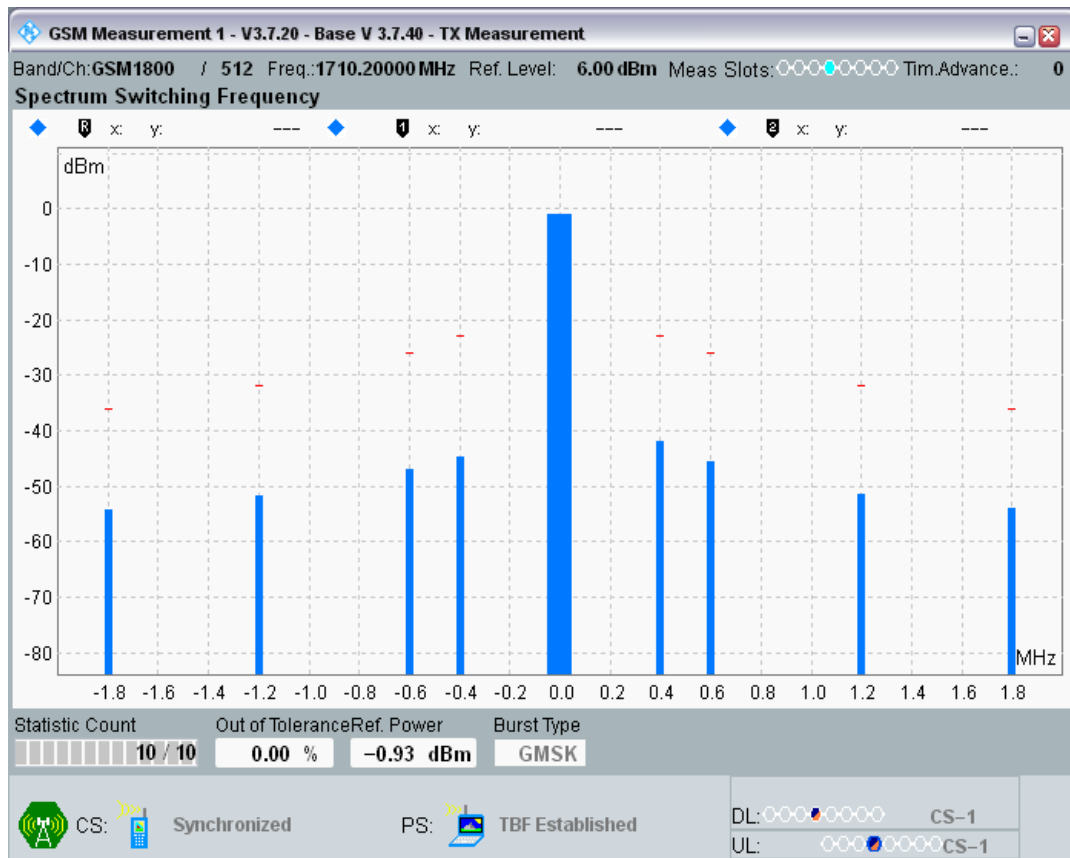 GSM Measurement 1 - V3.7.20 - Base V 3.7.40 - TX Measurement
Band/Ch:GSM1800 / 512 Freq.:1710.20000 MHz Ref. Level: 6.00 dBm Meas Slots: Tim.Advance.: 0
Spectrum Switching Frequency
R x: y: --- 1 x: y: --- 2 x: y: ---
dBm
0
-10
-20
-30
-40
-50
-60
-70
-80
MHz
-1.8 -1.6 -1.4 -1.2 -1.0 -0.8 -0.6 -0.4 -0.2 0.0 0.2 0.4 0.6 0.8 1.0 1.2 1.4 1.6 1.8
Statistic Count Out of Tolerance Ref. Power Burst Type
10 / 10 0.00 % -0.93 dBm GMSK
CS: Synchronized PS: TBF Established
DL: CS-1
UL: CS-1